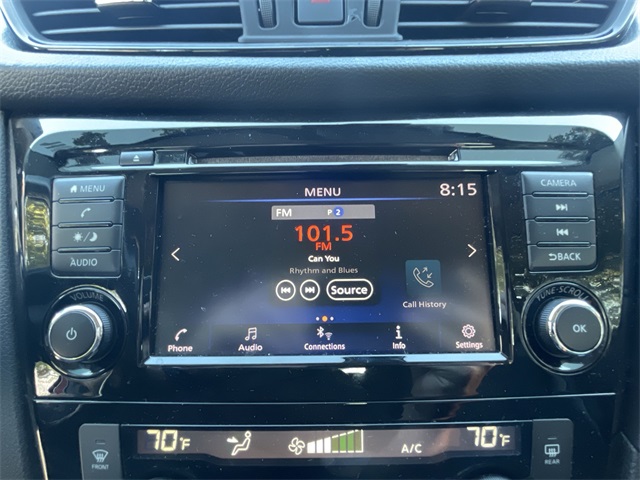 MENU
CAMERA
MENU 8:15
FM P 2
101.5
FM
Can You
Rhythm and Blues
Source
Call History
AUDIO
BACK
VOLUME
TUNE·SCROLL
OK
Phone Audio Connections Info Settings
70°F A/C 70°F
FRONT
REAR